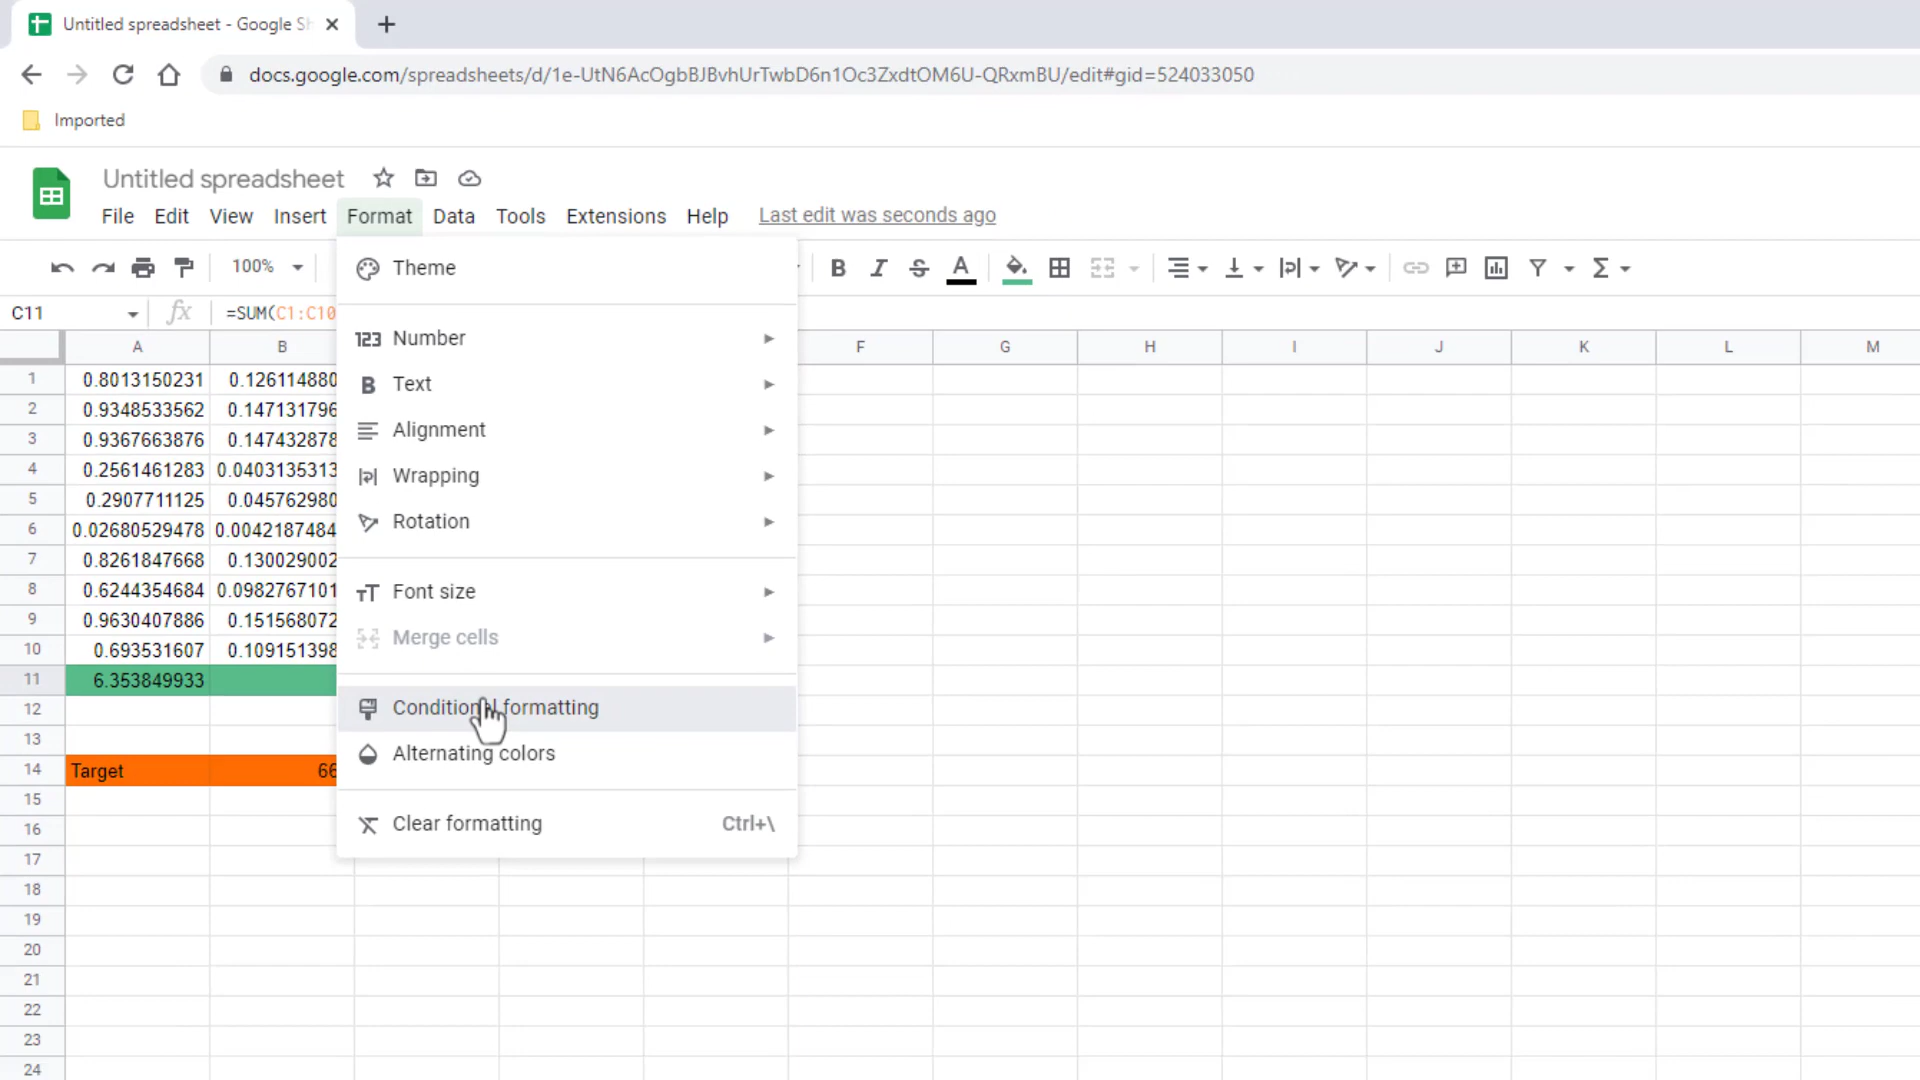 Untitled spreadsheet - Google Sh
docs.google.com/spreadsheets/d/1e-UtN6AcOgbBJBvhUrTwbD6n1Oc3ZxdtOM6U-QRxmBU/edit#gid=524033050
Imported
Untitled spreadsheet
File Edit View Insert Format Data Tools Extensions Help Last edit was seconds ago
100%
C11 fx =SUM(C1:C10
A B F G H I J K L M
1 0.8013150231 0.126114880
2 0.9348533562 0.147131796
3 0.9367663876 0.147432878
4 0.2561461283 0.0403135313
5 0.2907711125 0.045762980
6 0.02680529478 0.0042187484
7 0.8261847668 0.130029002
8 0.6244354684 0.0982767101
9 0.9630407886 0.151568072
10 0.693531607 0.109151398
11 6.353849933
12
13
14 Target 66
15
16
17
18
19
20
21
22
23
24
Theme
123 Number
B Text
Alignment
Wrapping
Rotation
Font size
Merge cells
Conditional formatting
Alternating colors
Clear formatting Ctrl+\